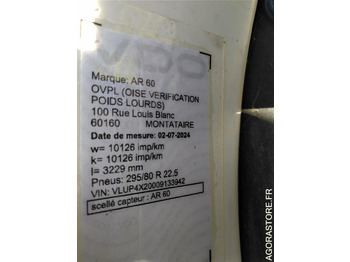 VDO
Marque: AR 60
OVPL (OISE VERIFICATION
POIDS LOURDS)
100 Rue Louis Blanc
60160 MONTATAIRE
Date de mesure: 02-07-2024
w= 10126 imp/km
k= 10126 imp/km
l= 3229 mm
Pneus: 295/80 R 22.5
VIN: VLUP4X20009133942
scellé capteur: AR 60
AGORASTORE.FR